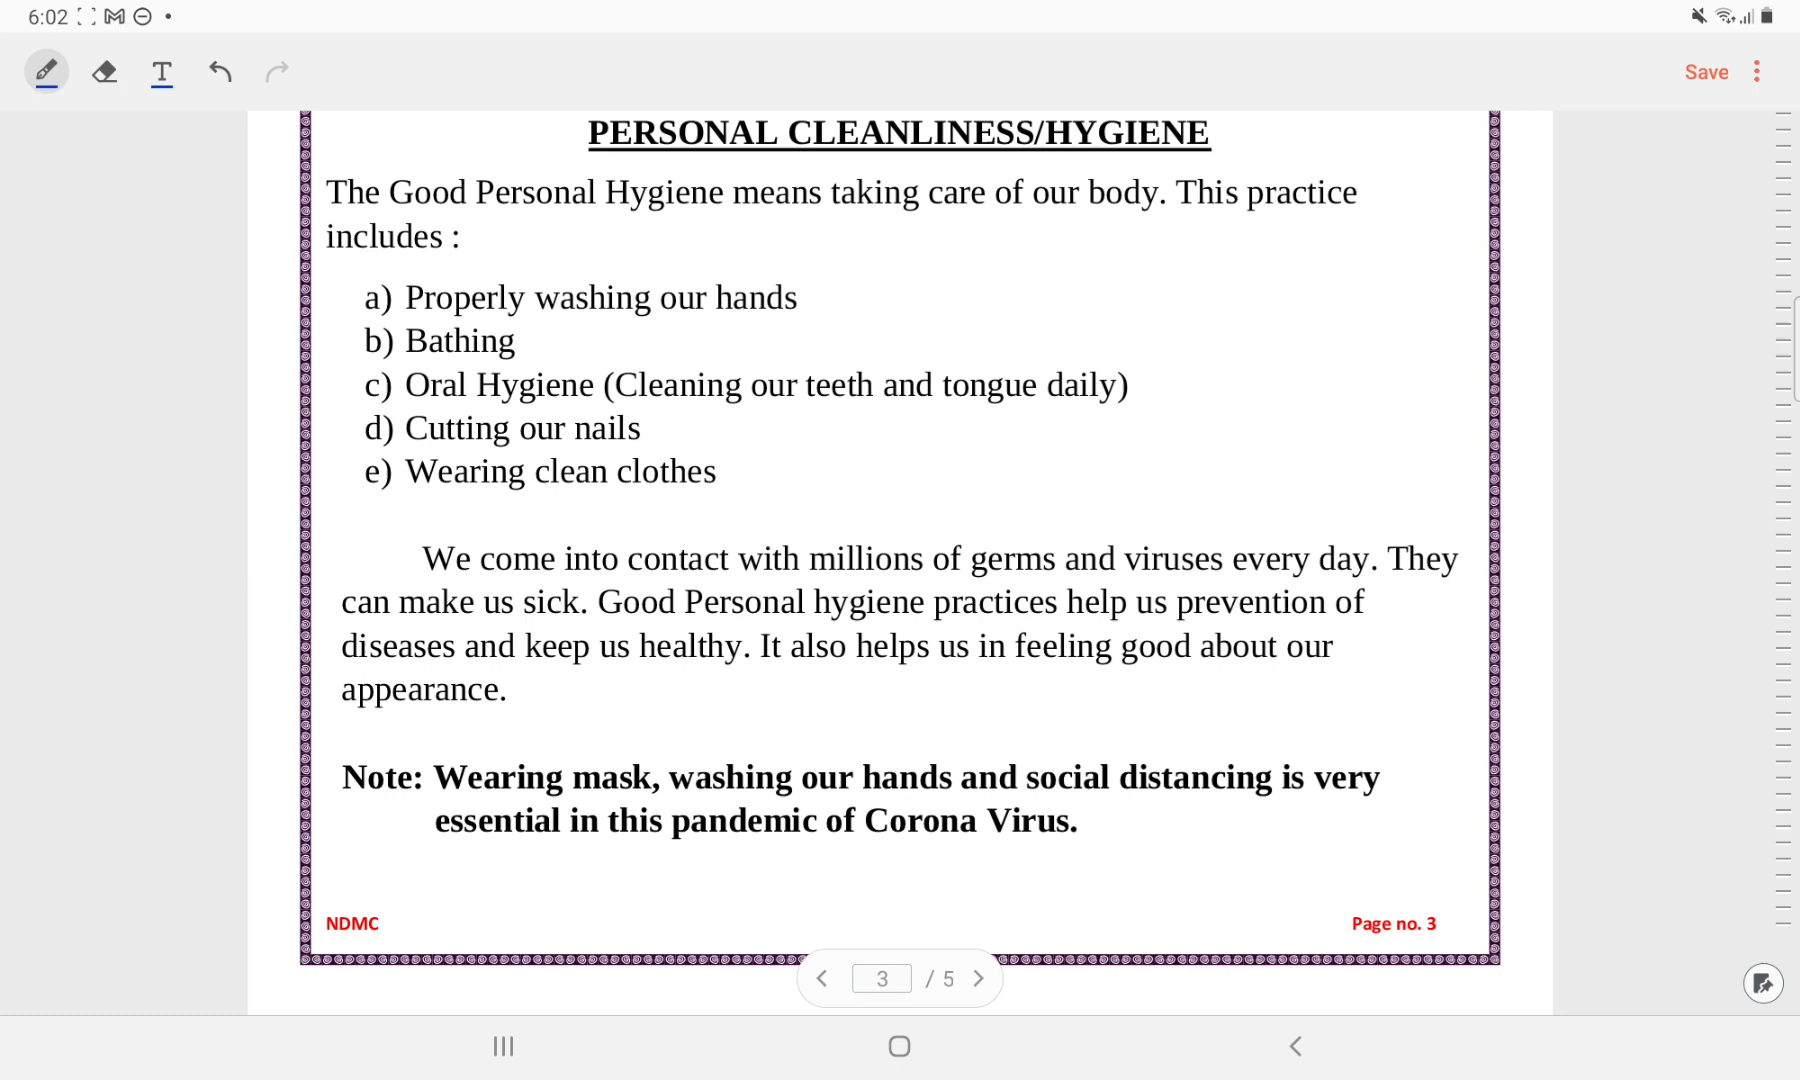 6:02
Save
PERSONAL CLEANLINESS/HYGIENE
The Good Personal Hygiene means taking care of our body. This practice
includes :
a) Properly washing our hands
b) Bathing
c) Oral Hygiene (Cleaning our teeth and tongue daily)
d) Cutting our nails
e) Wearing clean clothes
We come into contact with millions of germs and viruses every day. They
can make us sick. Good Personal hygiene practices help us prevention of
diseases and keep us healthy. It also helps us in feeling good about our
appearance.
Note: Wearing mask, washing our hands and social distancing is very
essential in this pandemic of Corona Virus.
NDMC Page no. 3
3 / 5